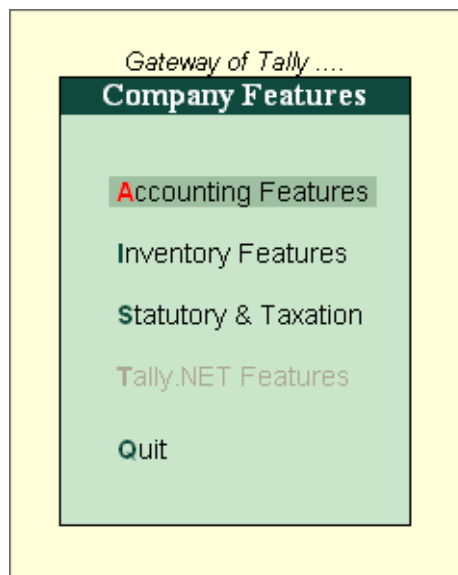 Gateway of Tally ....
Company Features
Accounting Features
Inventory Features
Statutory & Taxation
Tally.NET Features
Quit